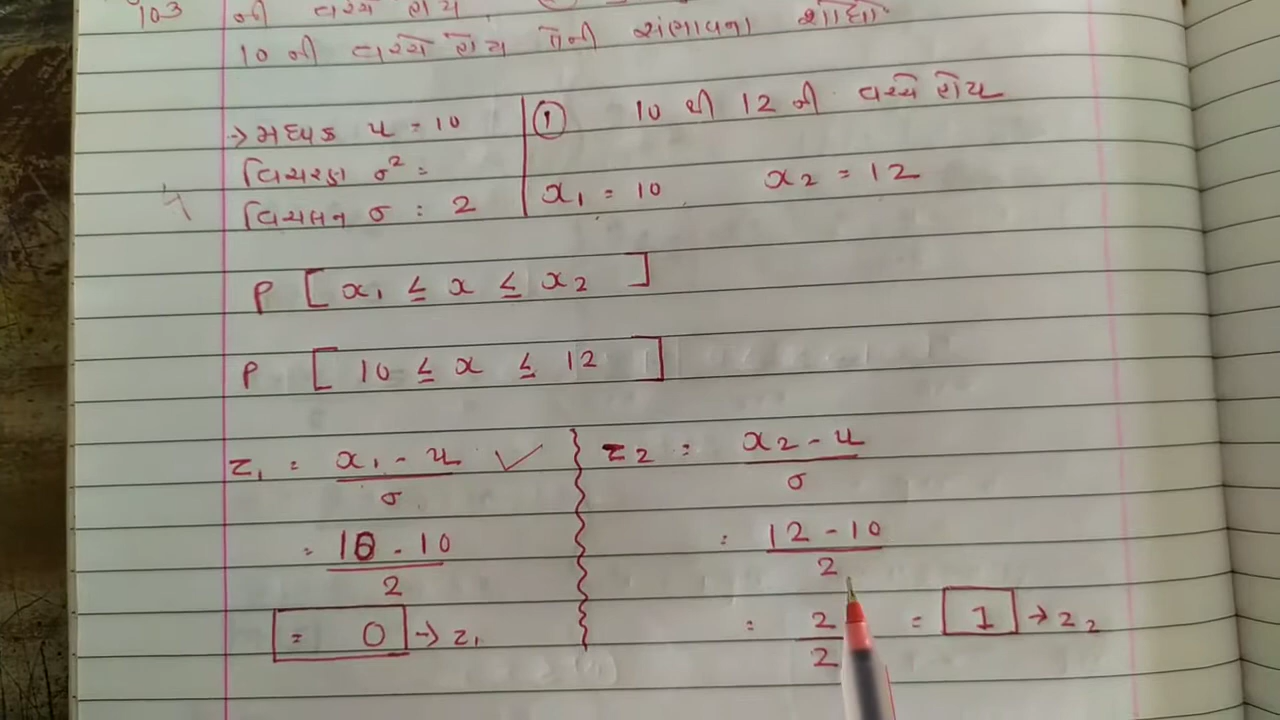 103 ની વચ્ચે હોય
10 ની વચ્ચે હોય તેની સંભાવના શોધો
→ મધ્યક μ = 10
વિચરણ σ² =
વિચલન σ : 2
① 10 થી 12 ની વચ્ચે હોય
x₁ = 10 x₂ = 12
P [ x₁ ≤ x ≤ x₂ ]
P [ 10 ≤ x ≤ 12 ]
z₁ = x₁ - μ / σ ✓
= 10 - 10 / 2
= 0 → z₁
z₂ = x₂ - μ / σ
= 12 - 10 / 2
= 2 / 2 = 1 → z₂